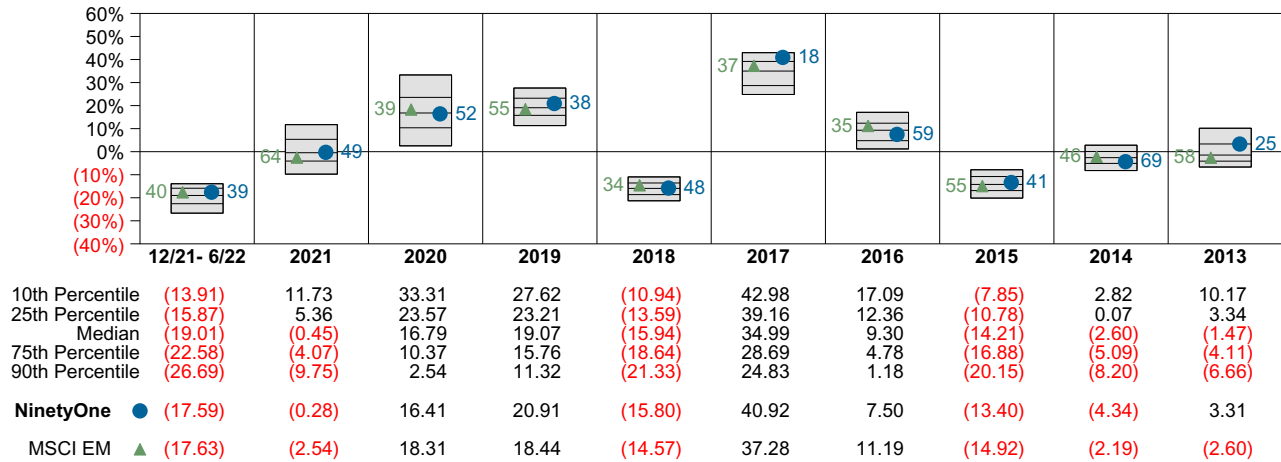 60%
50%
40%
30%
20%
10%
0%
(10%)
(20%)
(30%)
(40%)
40 39
64 49
39 52
55 38
34 48
37 18
35 59
55 41
46 69
58 25
12/21- 6/22 2021 2020 2019 2018 2017 2016 2015 2014 2013
10th Percentile (13.91) 11.73 33.31 27.62 (10.94) 42.98 17.09 (7.85) 2.82 10.17
25th Percentile (15.87) 5.36 23.57 23.21 (13.59) 39.16 12.36 (10.78) 0.07 3.34
Median (19.01) (0.45) 16.79 19.07 (15.94) 34.99 9.30 (14.21) (2.60) (1.47)
75th Percentile (22.58) (4.07) 10.37 15.76 (18.64) 28.69 4.78 (16.88) (5.09) (4.11)
90th Percentile (26.69) (9.75) 2.54 11.32 (21.33) 24.83 1.18 (20.15) (8.20) (6.66)
NinetyOne (17.59) (0.28) 16.41 20.91 (15.80) 40.92 7.50 (13.40) (4.34) 3.31
MSCI EM (17.63) (2.54) 18.31 18.44 (14.57) 37.28 11.19 (14.92) (2.19) (2.60)